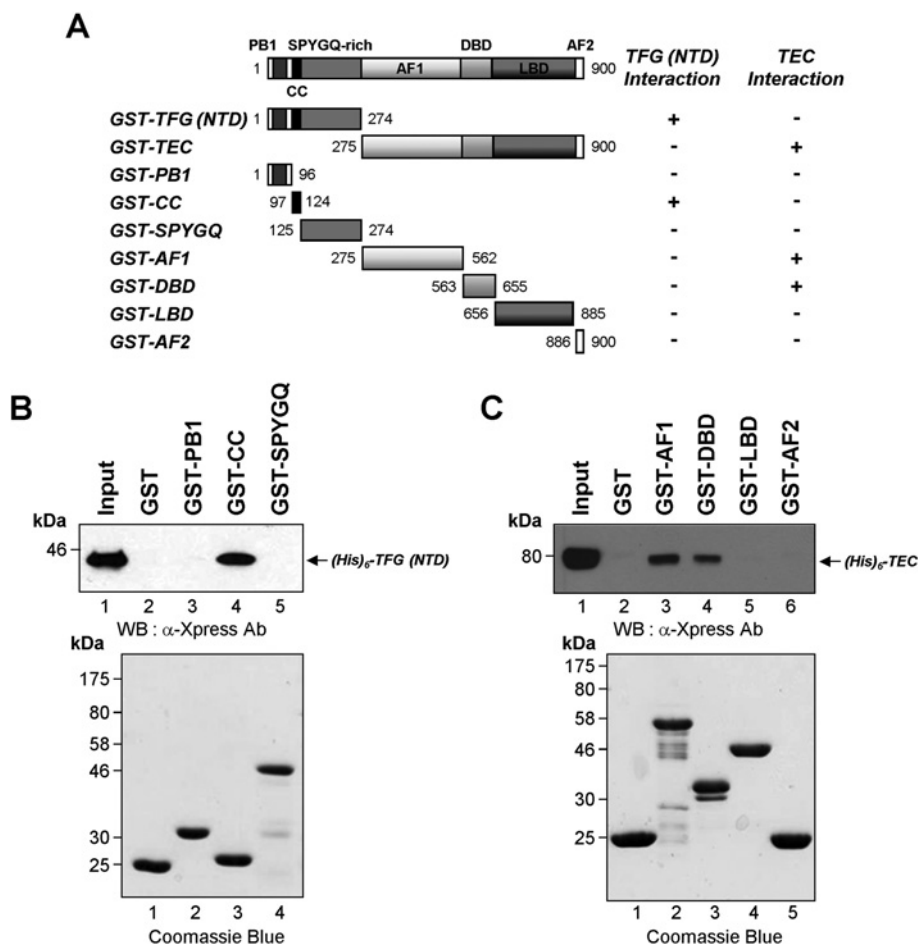 A
PB1 SPYGQ-rich DBD AF2
1 AF1 LBD 900
CC
TFG (NTD) Interaction
TEC Interaction
GST-TFG (NTD) 1 274 + -
GST-TEC 275 900 - +
GST-PB1 1 96 - -
GST-CC 97 124 + -
GST-SPYGQ 125 274 - -
GST-AF1 275 562 - +
GST-DBD 563 655 - +
GST-LBD 656 885 - -
GST-AF2 886 900 - -
B
Input GST GST-PB1 GST-CC GST-SPYGQ
kDa
46
(His)6-TFG (NTD)
1 2 3 4 5
WB : α-Xpress Ab
kDa
175
80
58
46
30
25
1 2 3 4
Coomassie Blue
C
Input GST GST-AF1 GST-DBD GST-LBD GST-AF2
kDa
80
(His)6-TEC
1 2 3 4 5 6
WB : α-Xpress Ab
kDa
175
80
58
46
30
25
1 2 3 4 5
Coomassie Blue